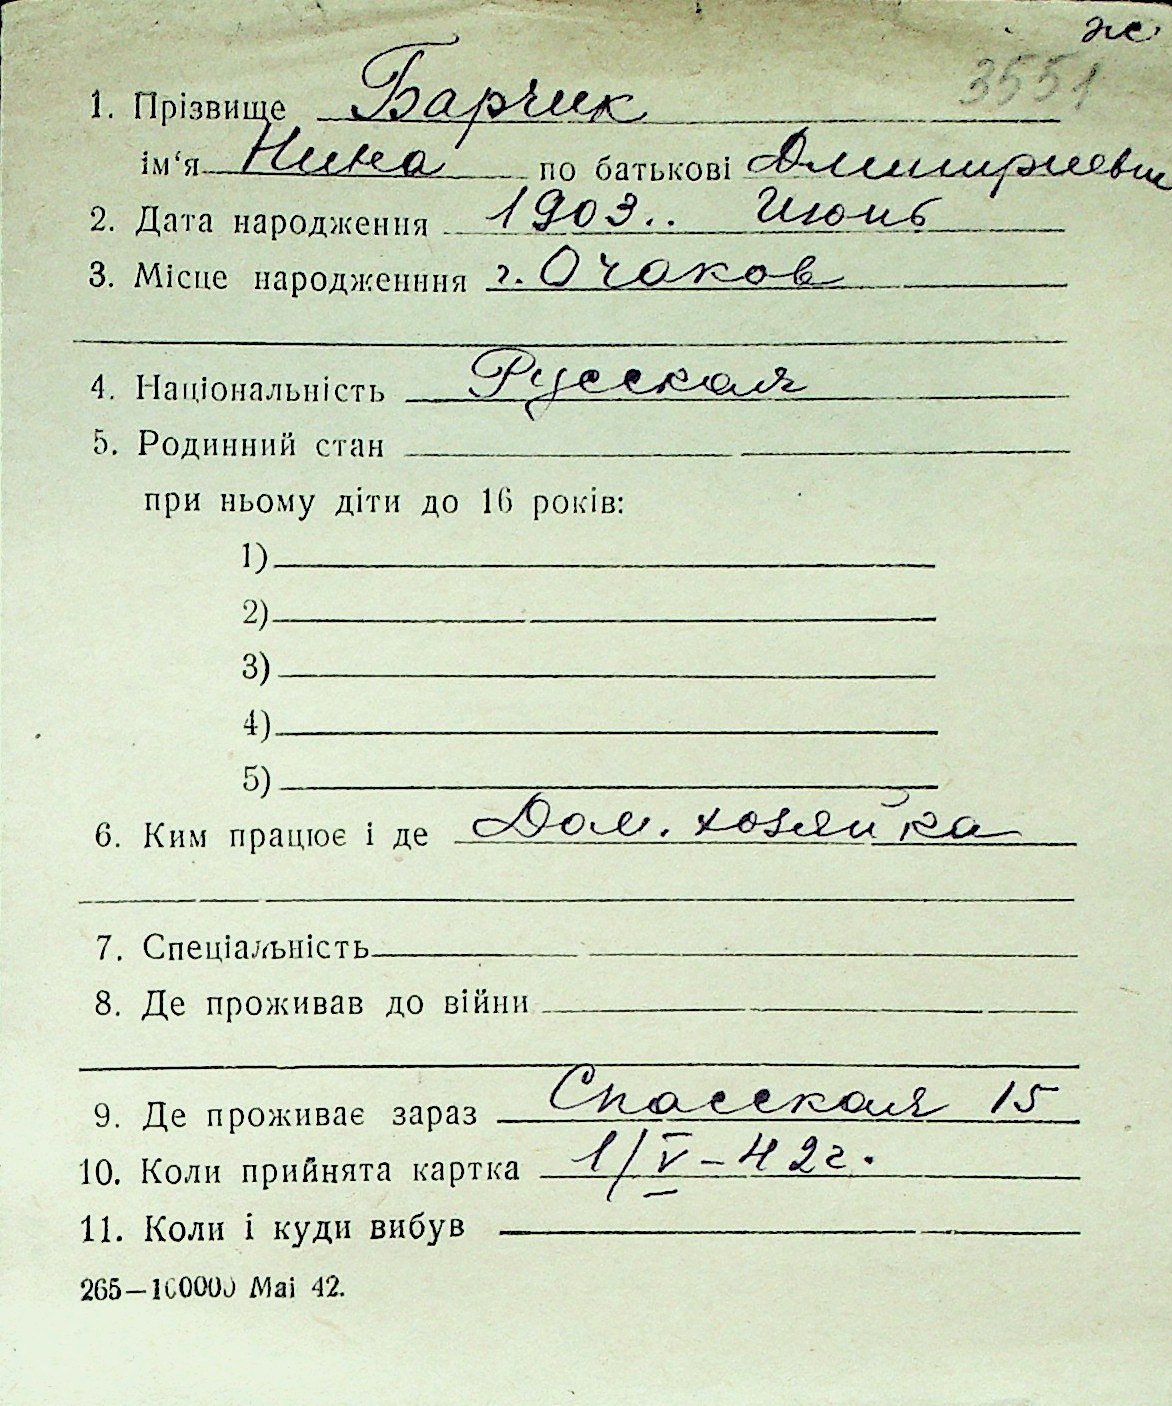 ж
3551
1. Прізвище Барчик
ім‘я Нина по батькові Дмитриевн
2. Дата народження 1903.. Июнь
3. Місце народженння г. Очаков
4. Національність Русская
5. Родинний стан
при ньому діти до 16 років:
1)
2)
3)
4)
5)
6. Ким працює і де Дом. хозяйка
7. Спеціальність
8. Де проживав до війни
9. Де проживає зараз Спасская 15
10. Коли прийнята картка 1/V–42г.
11. Коли і куди вибув
265—100000 Mai 42.